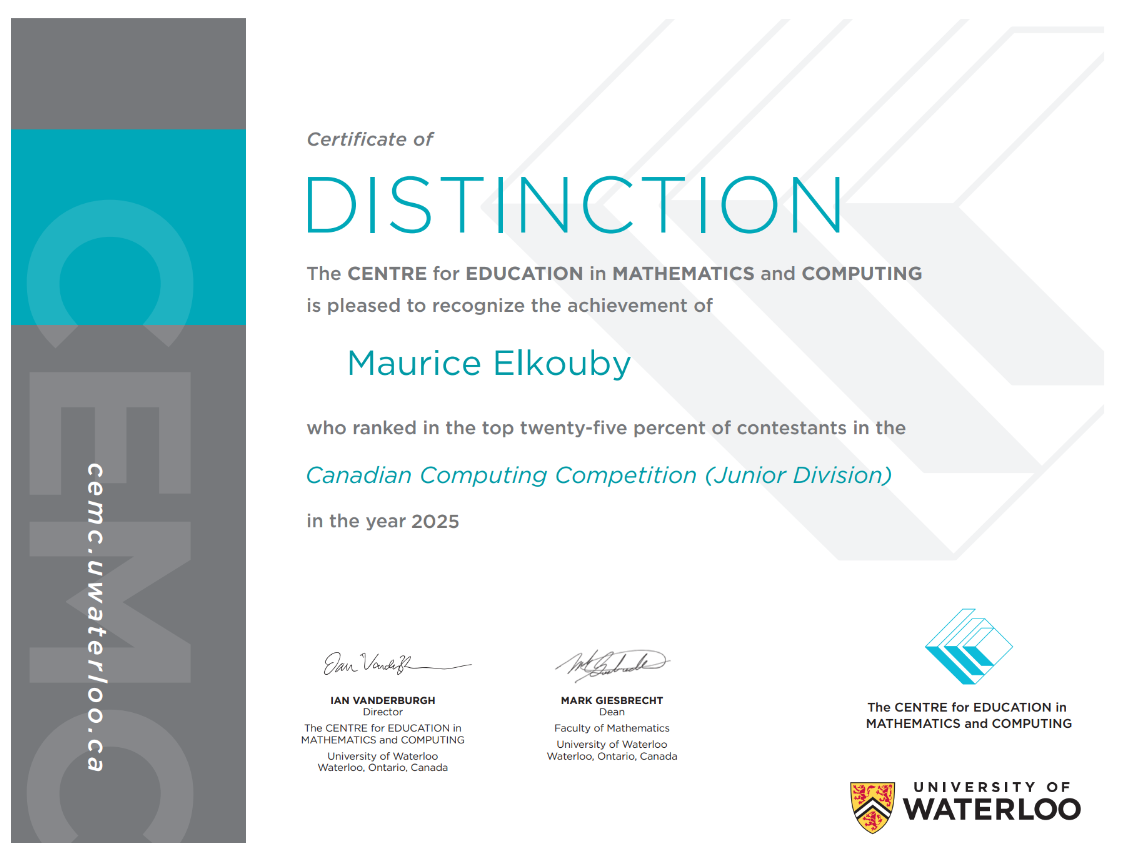 Certificate of
DISTINCTION
The CENTRE for EDUCATION in MATHEMATICS and COMPUTING
is pleased to recognize the achievement of
Maurice Elkouby
who ranked in the top twenty-five percent of contestants in the
Canadian Computing Competition (Junior Division)
in the year 2025
CEMC
cemc.uwaterloo.ca
Ian Vanderburgh
IAN VANDERBURGH
Director
The CENTRE for EDUCATION in
MATHEMATICS and COMPUTING
University of Waterloo
Waterloo, Ontario, Canada
MARK GIESBRECHT
Dean
Faculty of Mathematics
University of Waterloo
Waterloo, Ontario, Canada
The CENTRE for EDUCATION in
MATHEMATICS and COMPUTING
UNIVERSITY OF
WATERLOO